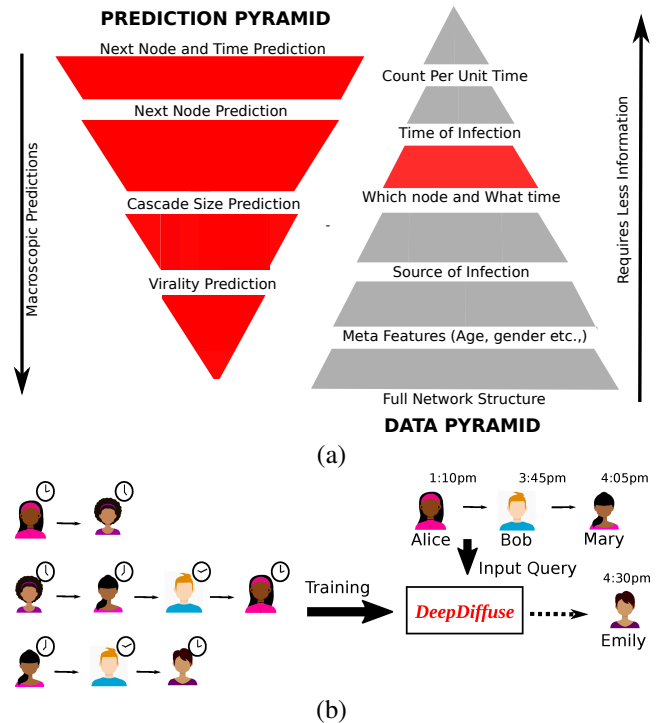 PREDICTION PYRAMID
Next Node and Time Prediction
Next Node Prediction
Cascade Size Prediction
Virality Prediction
Macroscopic Predictions
Count Per Unit Time
Time of Infection
Which node and What time
Source of Infection
Meta Features (Age, gender etc.,)
Full Network Structure
DATA PYRAMID
Requires Less Information
(a)
1:10pm 3:45pm 4:05pm
Alice Bob Mary
Training
Input Query
DeepDiffuse
4:30pm
Emily
(b)